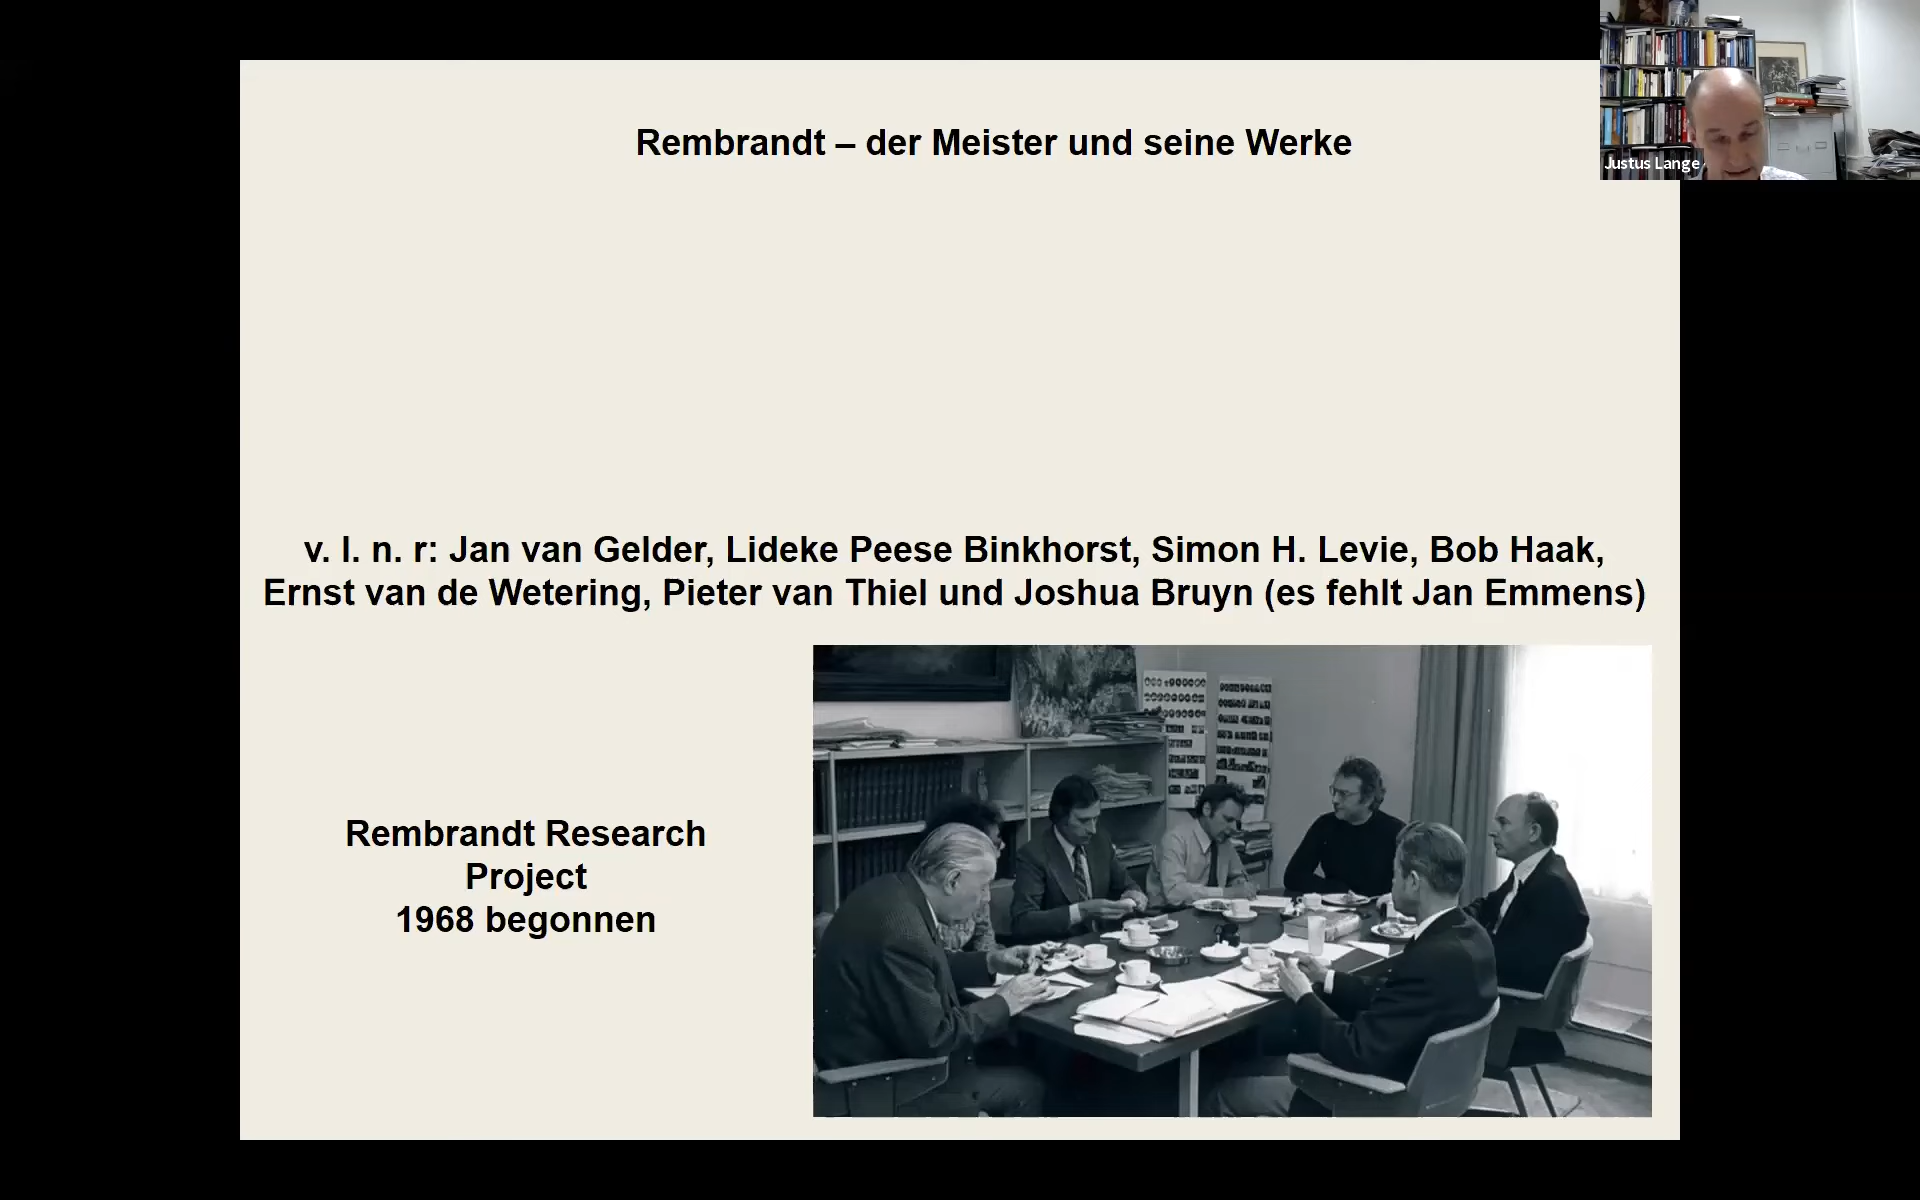 Rembrandt – der Meister und seine Werke
Justus Lange
v. l. n. r: Jan van Gelder, Lideke Peese Binkhorst, Simon H. Levie, Bob Haak,
Ernst van de Wetering, Pieter van Thiel und Joshua Bruyn (es fehlt Jan Emmens)
Rembrandt Research
Project
1968 begonnen